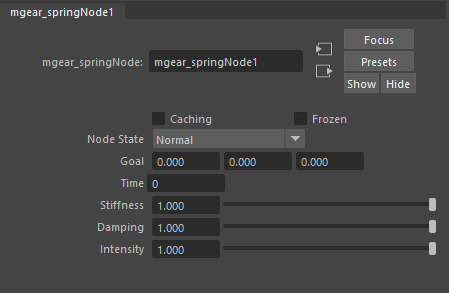 mgear_springNode1
Focus
mgear_springNode: mgear_springNode1
Presets
Show Hide
Caching Frozen
Node State Normal
Goal 0.000 0.000 0.000
Time 0
Stiffness 1.000
Damping 1.000
Intensity 1.000